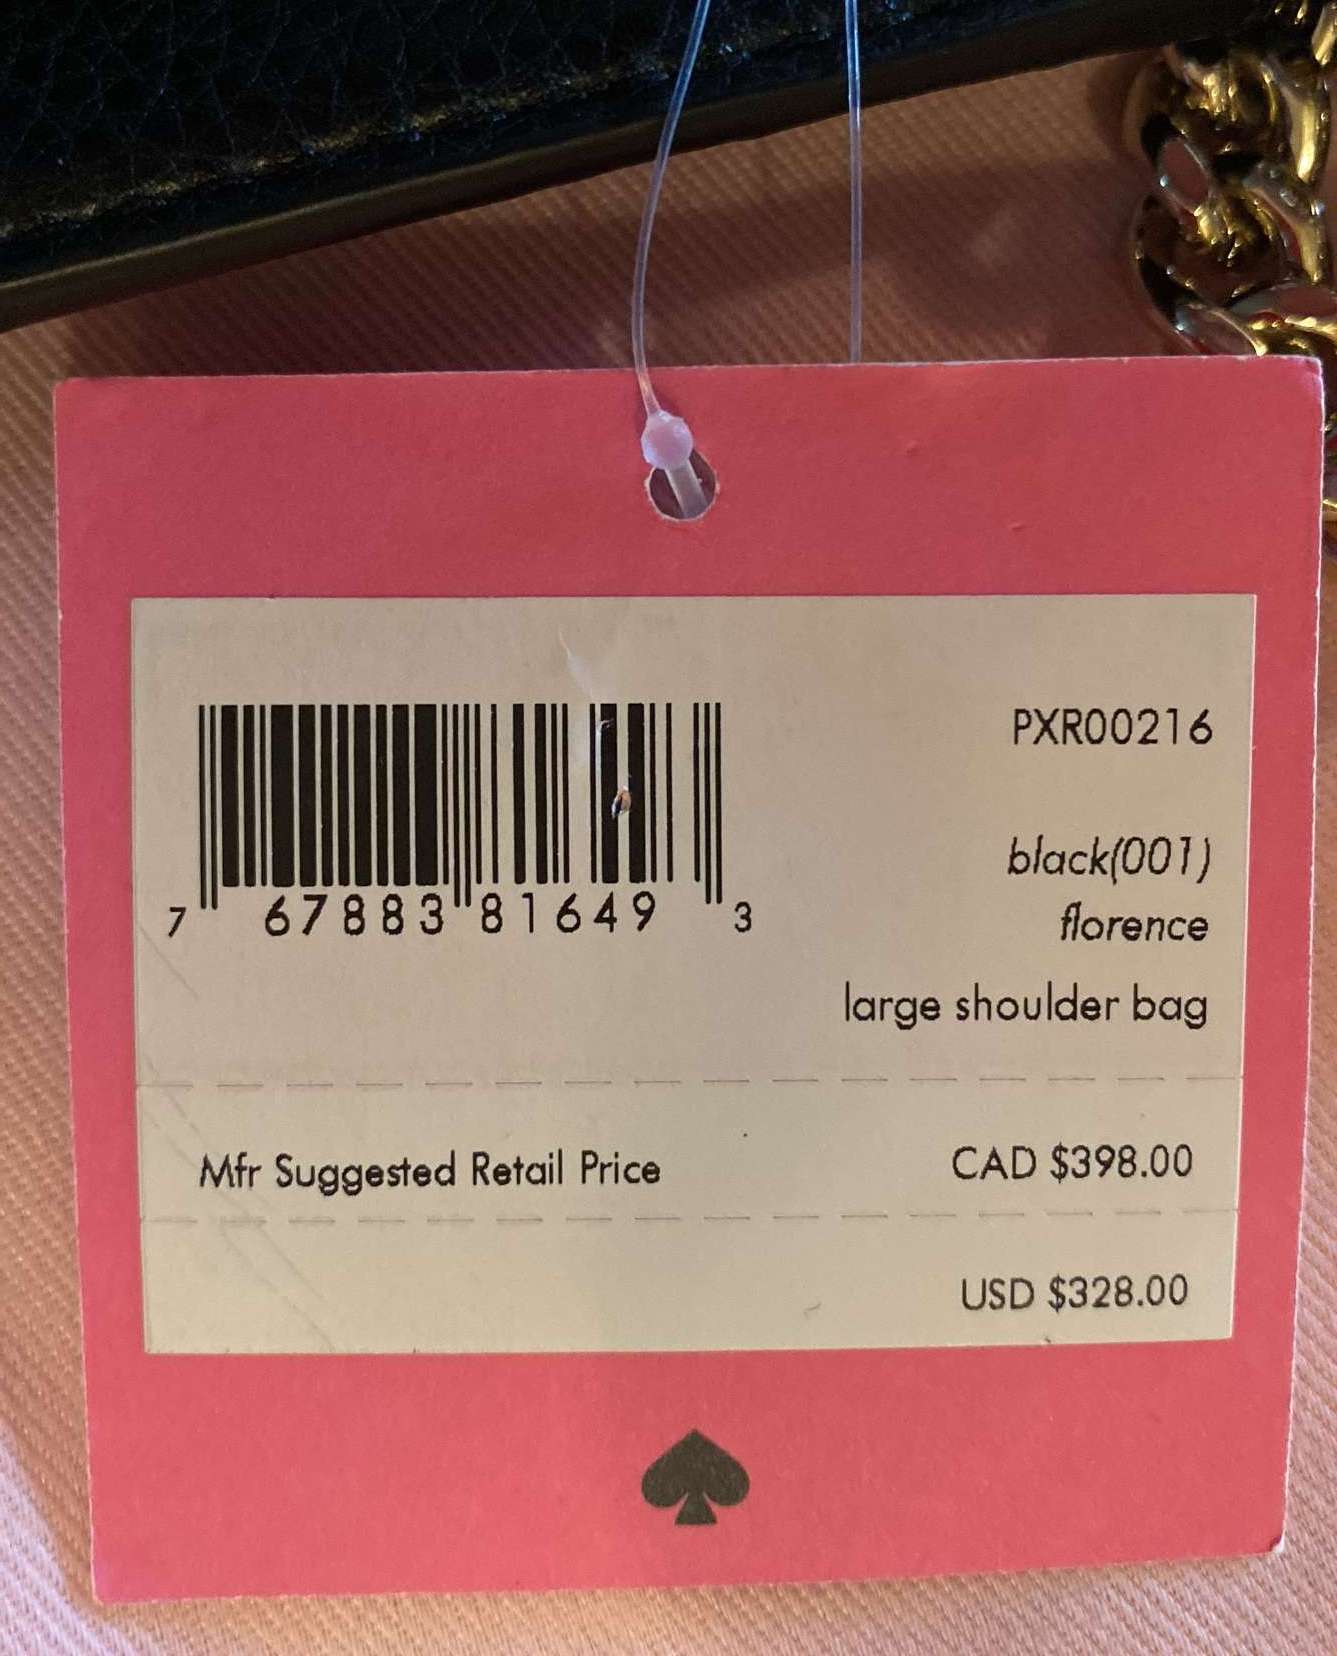 PXR00216
7 67883 81649 3
black(001)
florence
large shoulder bag
Mfr Suggested Retail Price CAD $398.00
USD $328.00